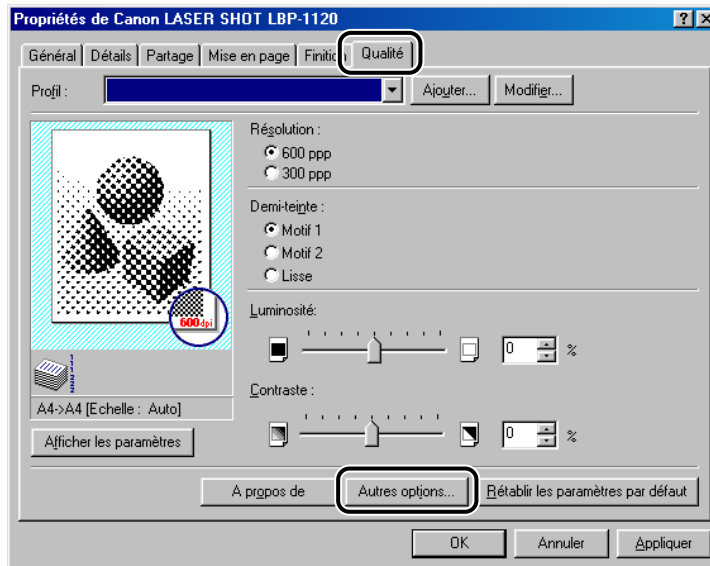 Propriétés de Canon LASER SHOT LBP-1120
Général Détails Partage Mise en page Finition Qualité
Profil : Ajouter... Modifier...
Résolution :
600 ppp
300 ppp
Demi-teinte :
Motif 1
Motif 2
Lisse
600dpi
Luminosité:
0 %
A4->A4 [Echelle : Auto]
Contraste :
0 %
Afficher les paramètres
A propos de Autres options... Rétablir les paramètres par défaut
OK Annuler Appliquer